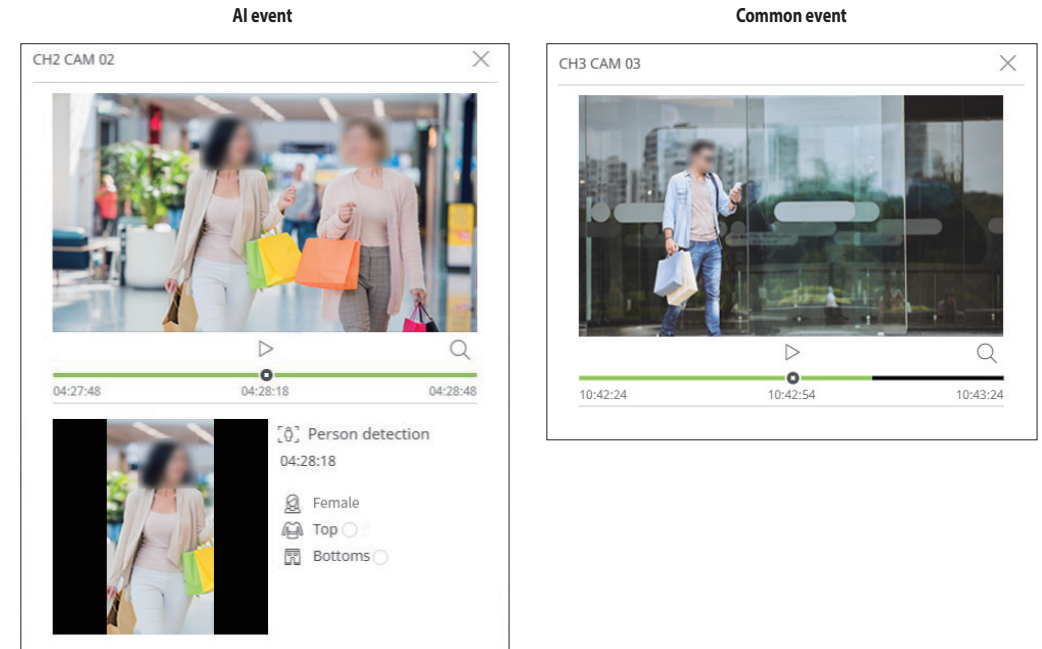 AI event
CH2 CAM 02
04:27:48 04:28:18 04:28:48
Person detection
04:28:18
Female
Top
Bottoms
Common event
CH3 CAM 03
10:42:24 10:42:54 10:43:24